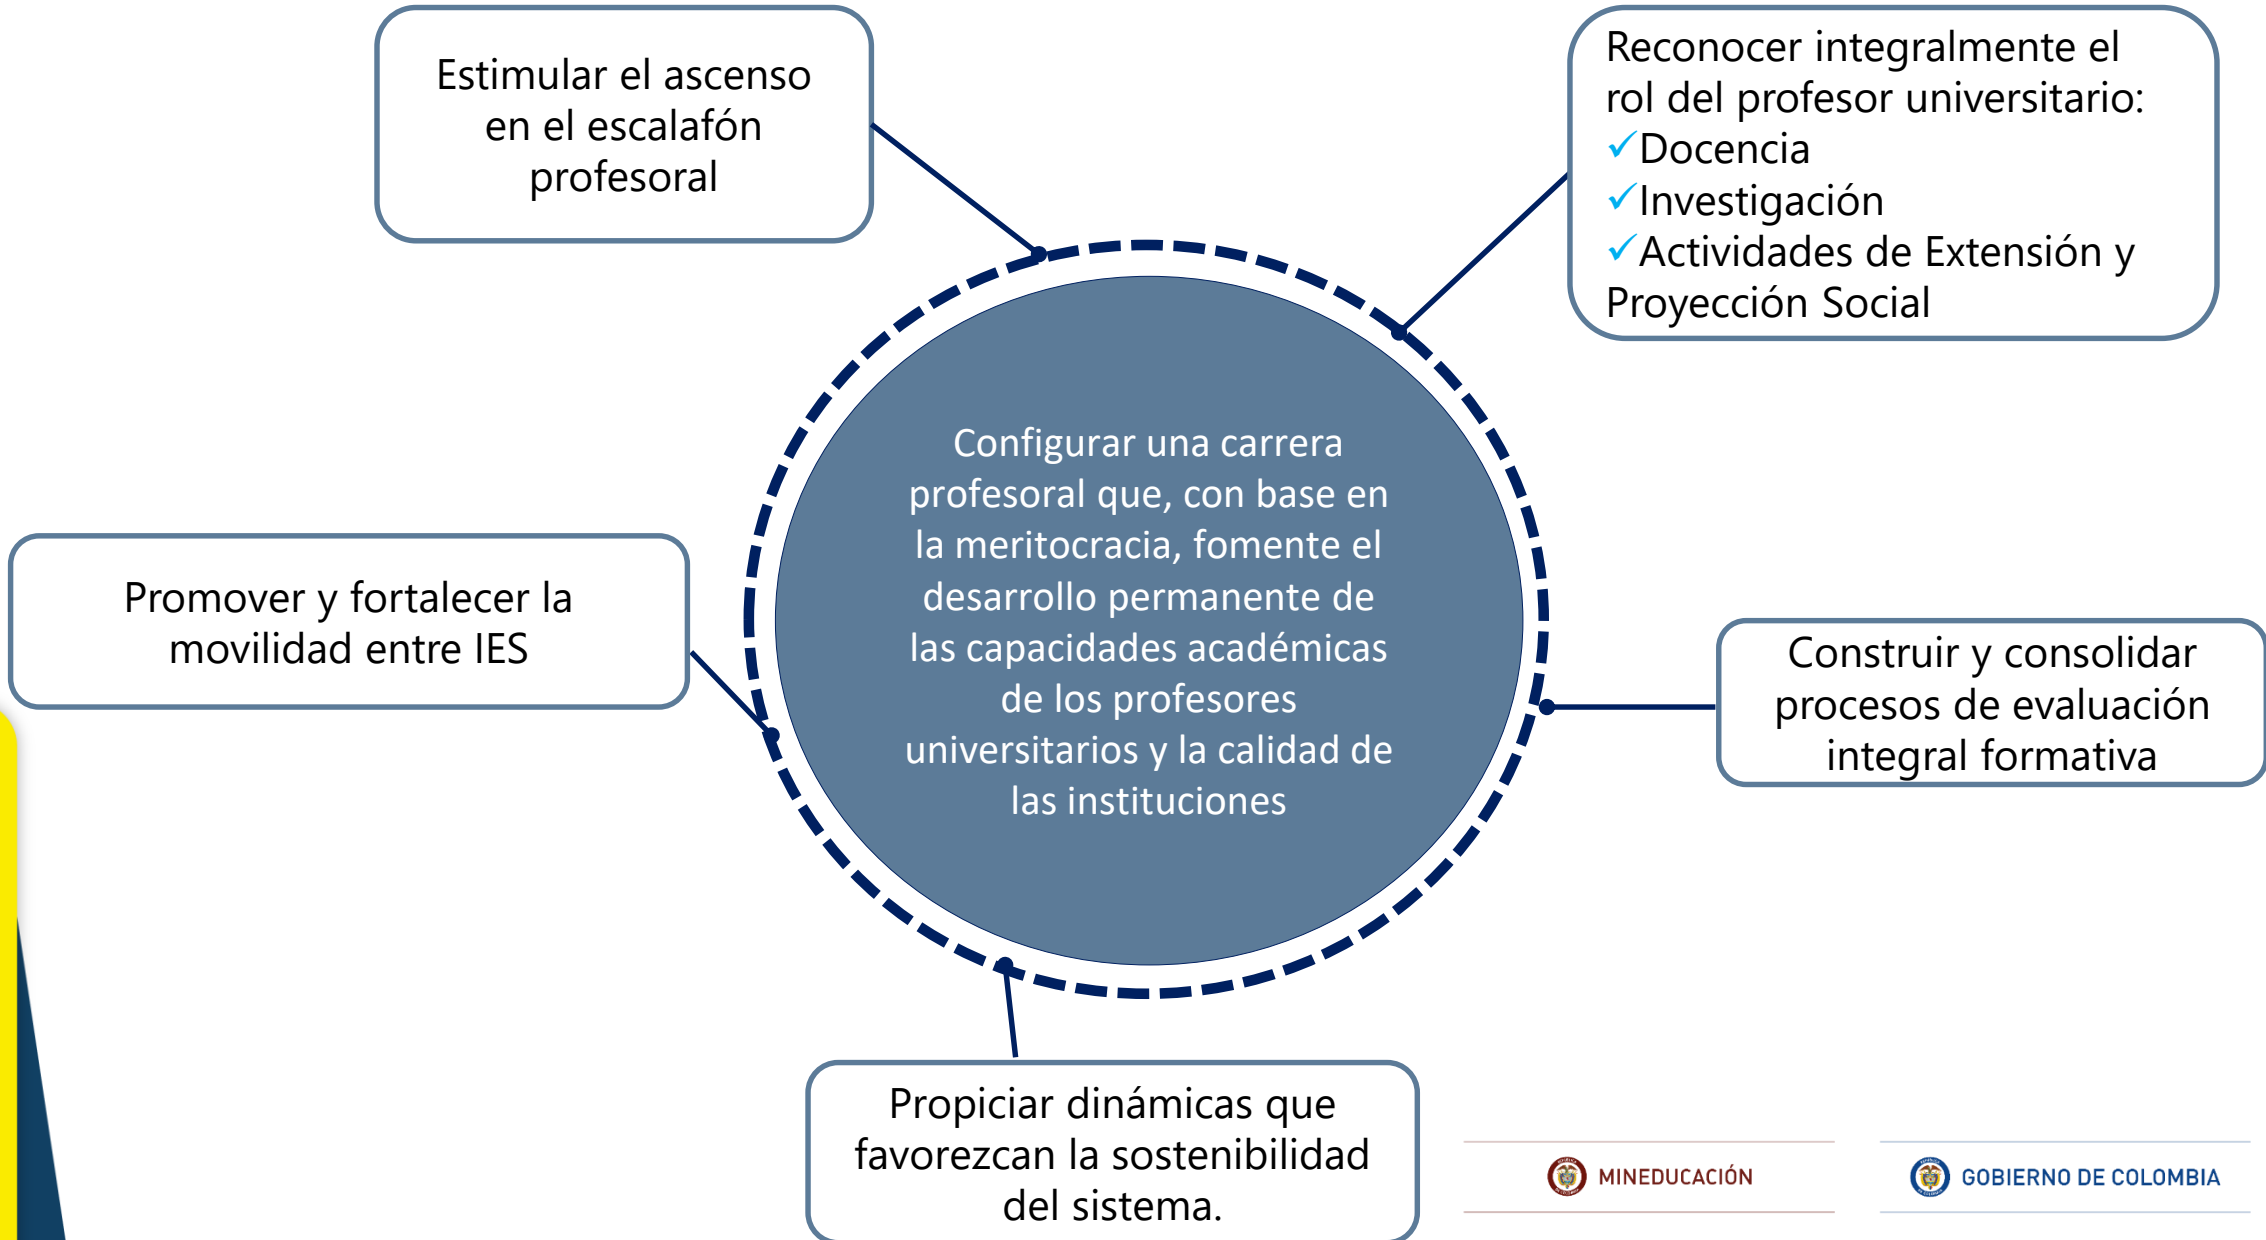 Estimular el ascenso
en el escalafón
profesoral
Reconocer integralmente el
rol del profesor universitario:
✓Docencia
✓Investigación
✓Actividades de Extensión y
Proyección Social
Configurar una carrera
profesoral que, con base en
la meritocracia, fomente el
desarrollo permanente de
las capacidades académicas
de los profesores
universitarios y la calidad de
las instituciones
Promover y fortalecer la
movilidad entre IES
Construir y consolidar
procesos de evaluación
integral formativa
Propiciar dinámicas que
favorezcan la sostenibilidad
del sistema.
MINEDUCACIÓN
GOBIERNO DE COLOMBIA